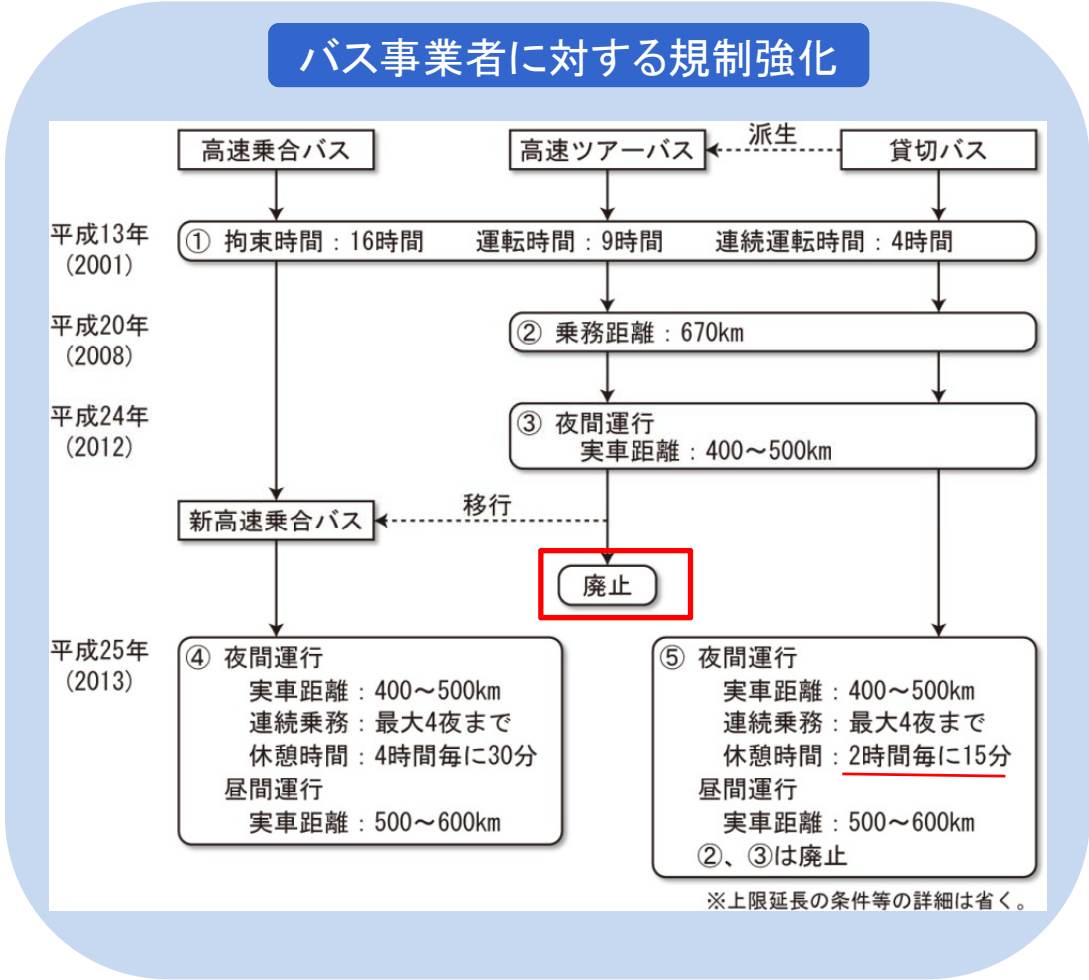 バス事業者に対する規制強化
高速乗合バス
高速ツアーバス
派生
貸切バス
平成13年
(2001)
① 拘束時間：16時間　運転時間：9時間　連続運転時間：4時間
平成20年
(2008)
② 乗務距離：670km
平成24年
(2012)
③ 夜間運行
実車距離：400～500km
新高速乗合バス
移行
廃止
平成25年
(2013)
④ 夜間運行
実車距離：400～500km
連続乗務：最大4夜まで
休憩時間：4時間毎に30分
昼間運行
実車距離：500～600km
⑤ 夜間運行
実車距離：400～500km
連続乗務：最大4夜まで
休憩時間：2時間毎に15分
昼間運行
実車距離：500～600km
②、③は廃止
※上限延長の条件等の詳細は省く。